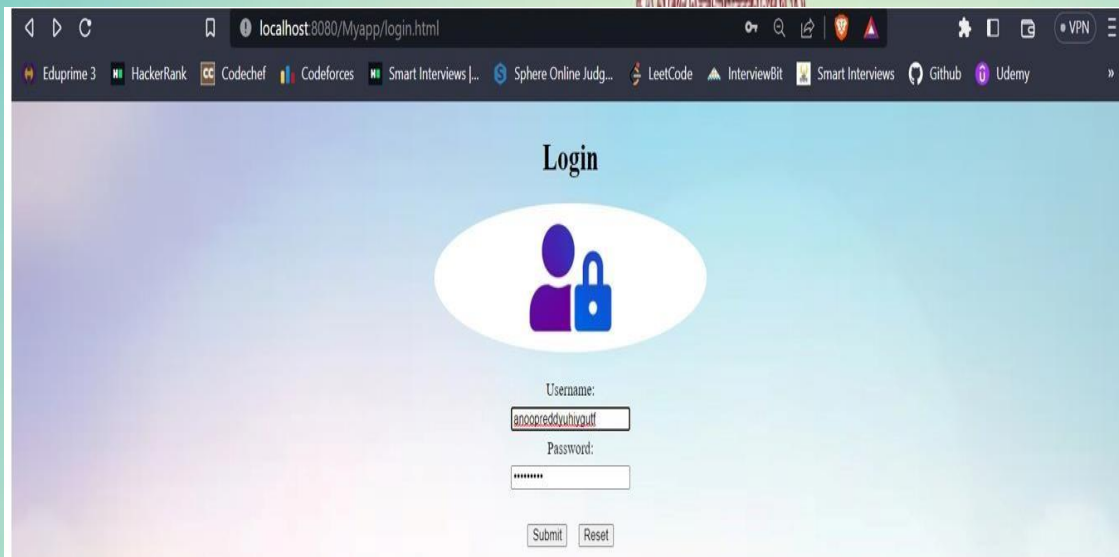 localhost:8080/Myapp/login.html
VPN
Eduprime 3 HackerRank CC Codechef Codeforces Smart Interviews |... Sphere Online Judg... LeetCode InterviewBit Smart Interviews Github Udemy »
Login
Username:
anoopreddyuhiygutf
Password:
Submit Reset